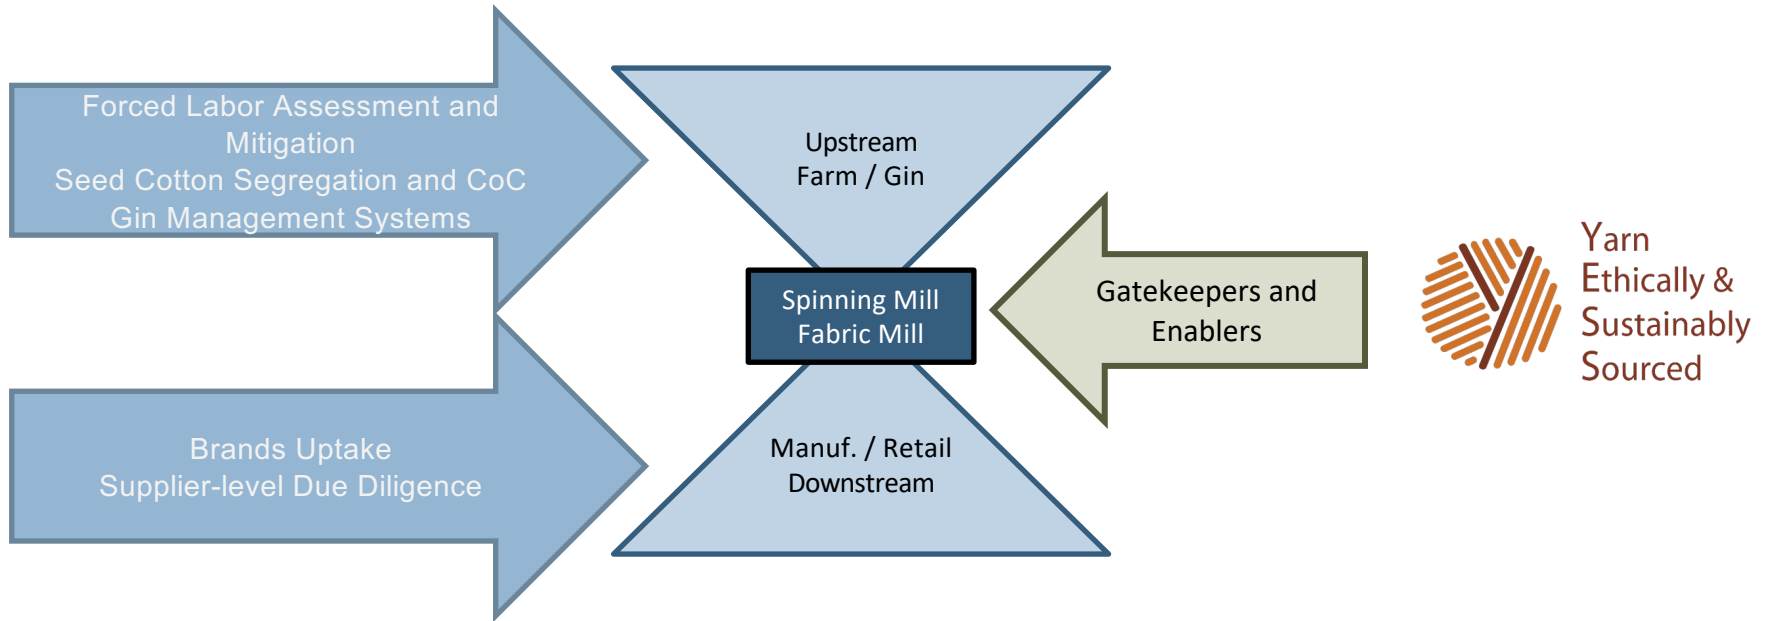 Forced Labor Assessment and
Mitigation
Seed Cotton Segregation and CoC
Gin Management Systems
Upstream
Farm / Gin
Spinning Mill
Fabric Mill
Gatekeepers and
Enablers
Yarn
Ethically &
Sustainably
Sourced
Brands Uptake
Supplier-level Due Diligence
Manuf. / Retail
Downstream